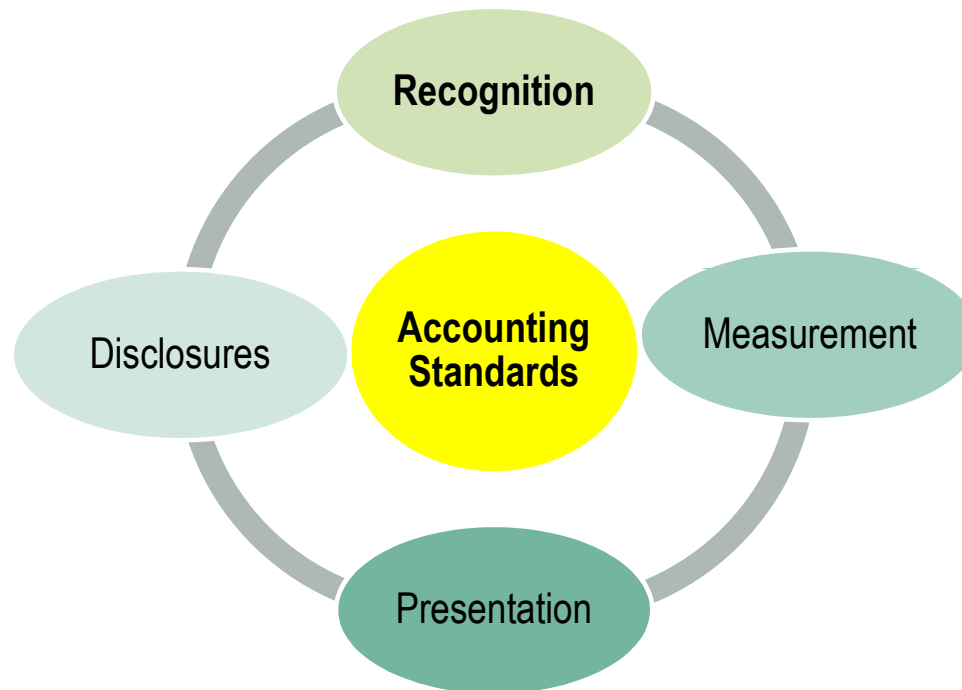 Recognition
Disclosures
Accounting
Standards
Measurement
Presentation